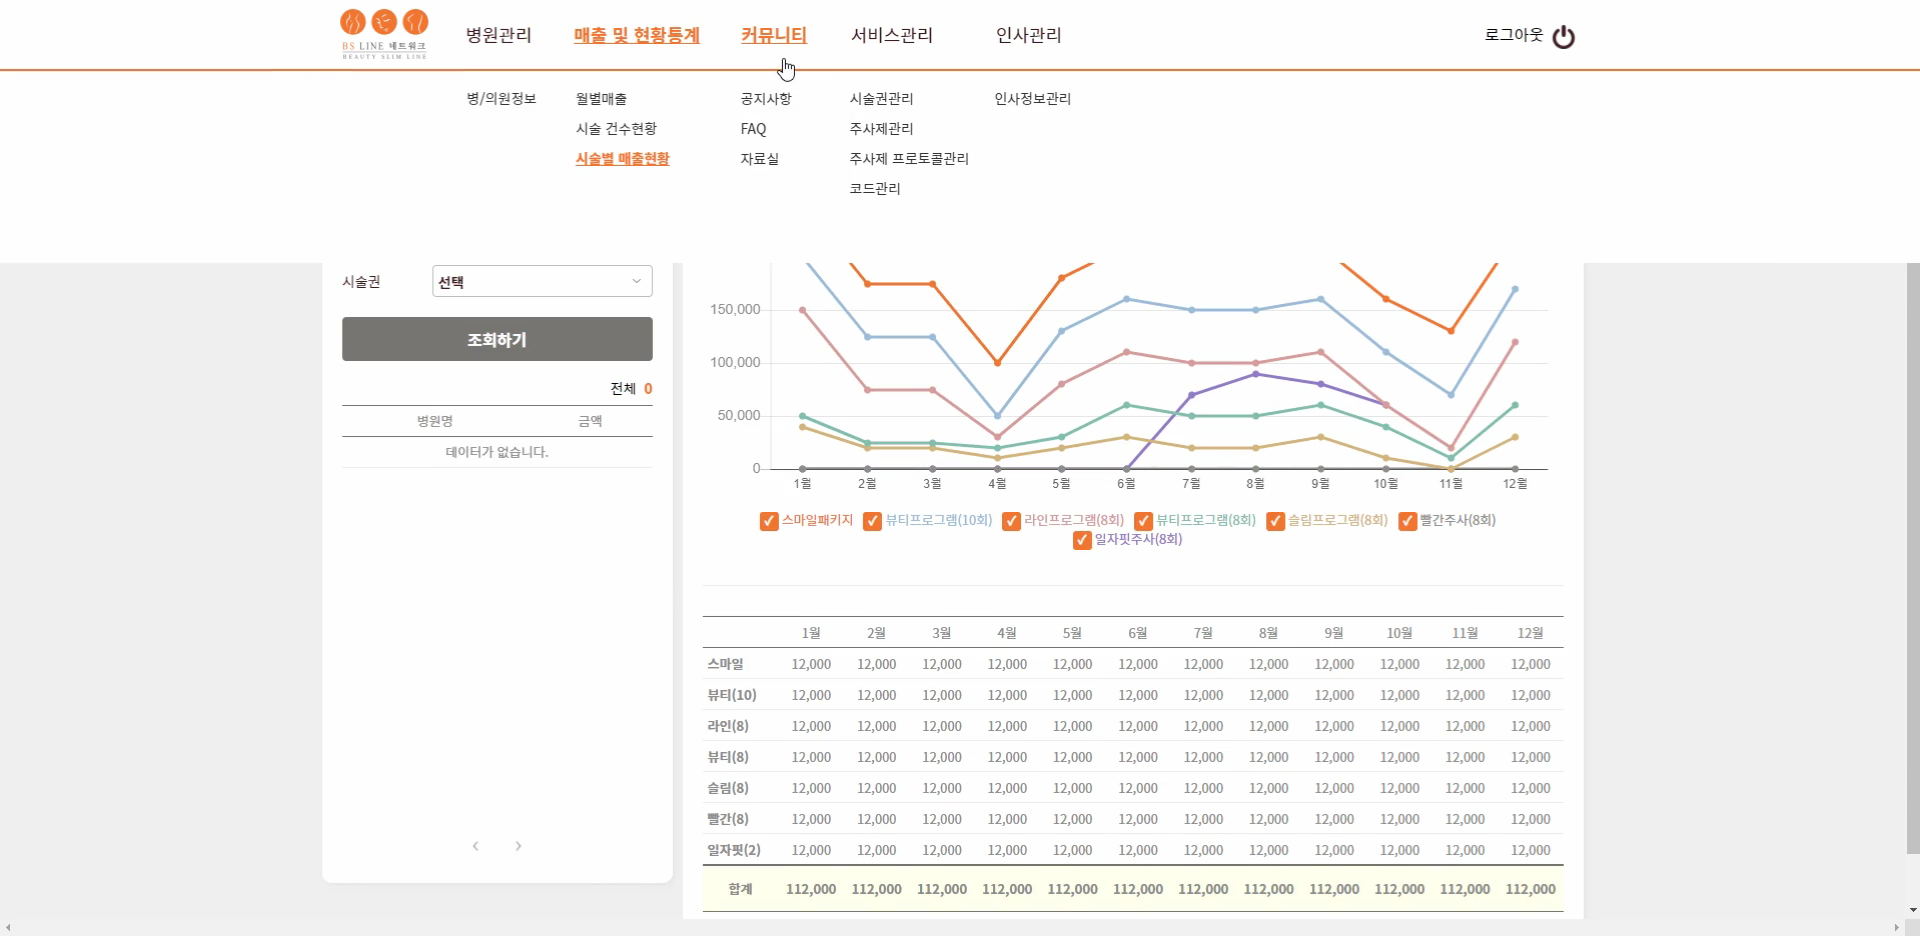 BS LINE 네트워크
BEAUTY SLIM LINE
병원관리 매출 및 현황통계 커뮤니티 서비스관리 인사관리 로그아웃
병/의원정보 월별매출 공지사항 시술권관리 인사정보관리
시술 건수현황 FAQ 주사제관리
시술별 매출현황 자료실 주사제 프로토콜관리
코드관리
시술권 선택
조회하기
전체 0
병원명 금액
데이터가 없습니다.
150,000
100,000
50,000
0
1월 2월 3월 4월 5월 6월 7월 8월 9월 10월 11월 12월
스마일패키지 뷰티프로그램(10회) 라인프로그램(8회) 뷰티프로그램(8회) 슬림프로그램(8회) 빨간주사(8회)
일자핏주사(8회)
1월 2월 3월 4월 5월 6월 7월 8월 9월 10월 11월 12월
스마일 12,000 12,000 12,000 12,000 12,000 12,000 12,000 12,000 12,000 12,000 12,000 12,000
뷰티(10) 12,000 12,000 12,000 12,000 12,000 12,000 12,000 12,000 12,000 12,000 12,000 12,000
라인(8) 12,000 12,000 12,000 12,000 12,000 12,000 12,000 12,000 12,000 12,000 12,000 12,000
뷰티(8) 12,000 12,000 12,000 12,000 12,000 12,000 12,000 12,000 12,000 12,000 12,000 12,000
슬림(8) 12,000 12,000 12,000 12,000 12,000 12,000 12,000 12,000 12,000 12,000 12,000 12,000
빨간(8) 12,000 12,000 12,000 12,000 12,000 12,000 12,000 12,000 12,000 12,000 12,000 12,000
일자핏(2) 12,000 12,000 12,000 12,000 12,000 12,000 12,000 12,000 12,000 12,000 12,000 12,000
합계 112,000 112,000 112,000 112,000 112,000 112,000 112,000 112,000 112,000 112,000 112,000 112,000